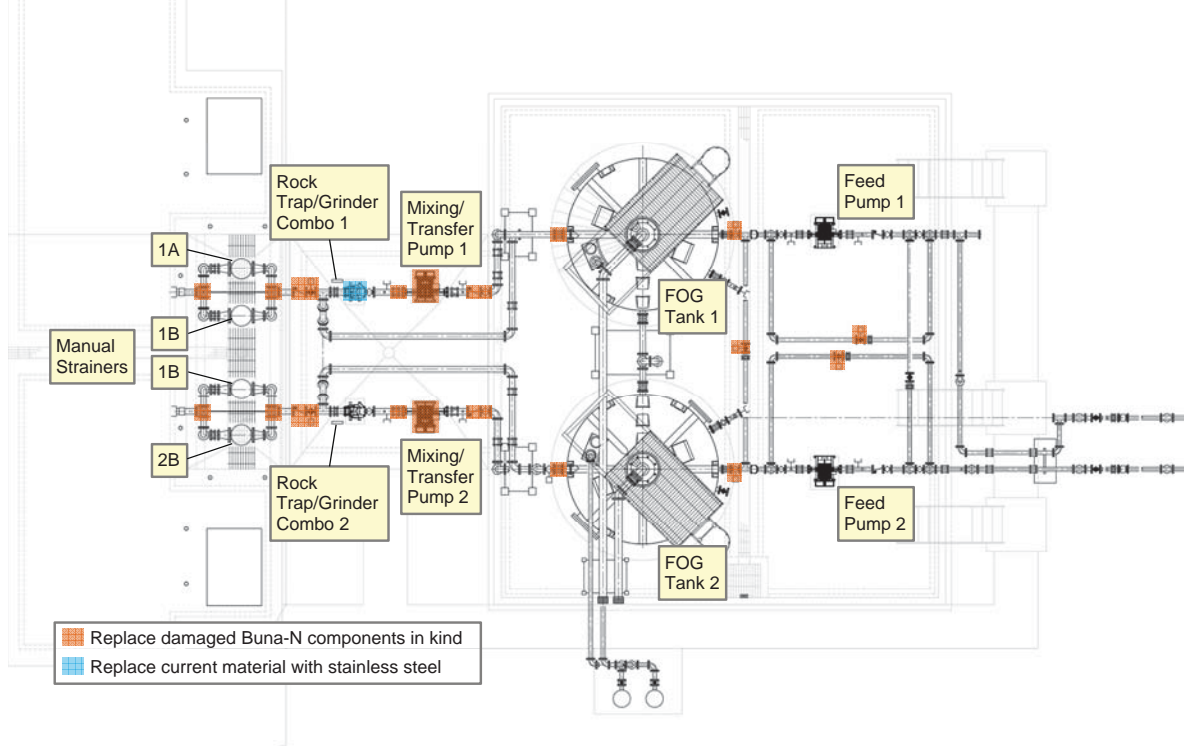 Rock
Trap/Grinder
Combo 1
Mixing/
Transfer
Pump 1
Feed
Pump 1
1A
FOG
Tank 1
1B
Manual
Strainers
1B
2B
Rock
Trap/Grinder
Combo 2
Mixing/
Transfer
Pump 2
Feed
Pump 2
FOG
Tank 2
Replace damaged Buna-N components in kind
Replace current material with stainless steel